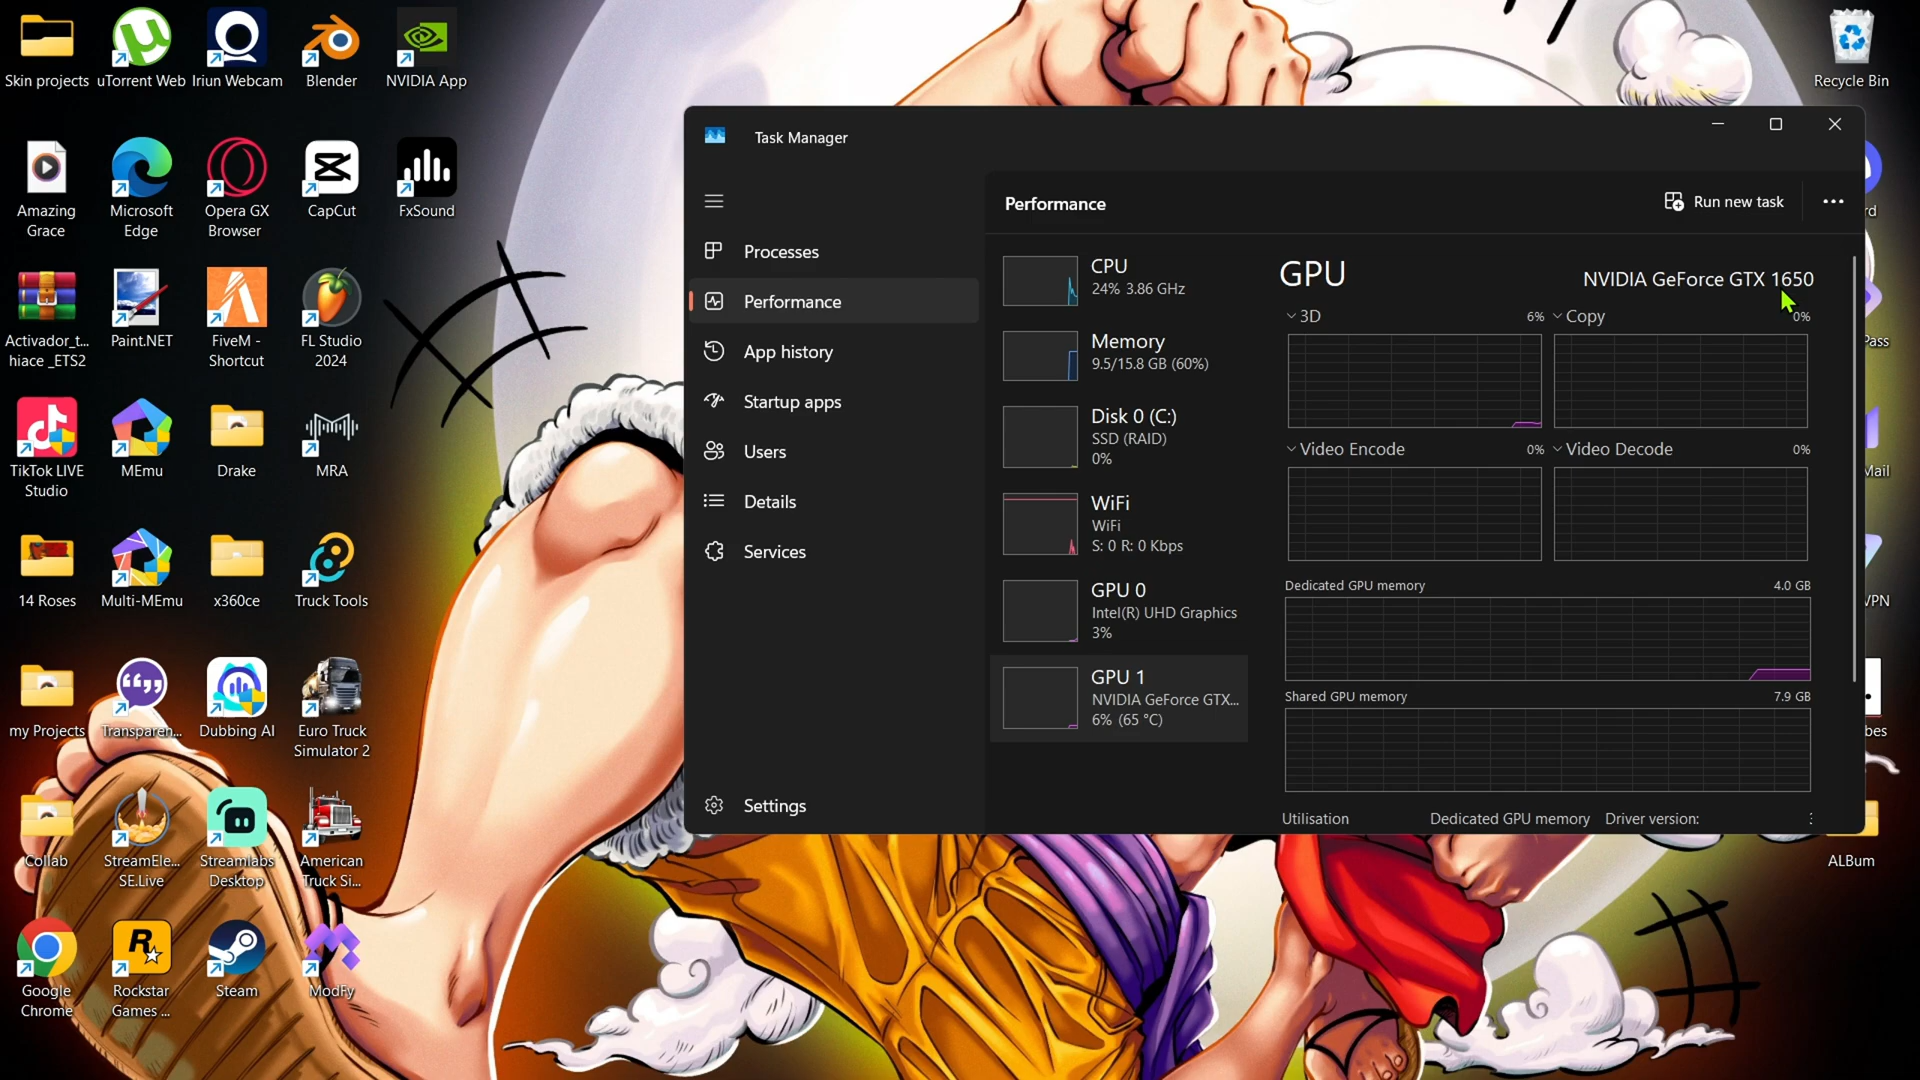 Skin projects
uTorrent Web
Iriun Webcam
Blender
NVIDIA App
Amazing
Grace
Microsoft
Edge
Opera GX
Browser
CapCut
FxSound
Activador_t...
hiace _ETS2
Paint.NET
FiveM -
Shortcut
FL Studio
2024
TikTok LIVE
Studio
MEmu
Drake
MRA
14 Roses
Multi-MEmu
x360ce
Truck Tools
my Projects
Transparen...
Dubbing AI
Euro Truck
Simulator 2
Collab
StreamEle...
SE.Live
Streamlabs
Desktop
American
Truck Si...
Google
Chrome
Rockstar
Games ...
Steam
ModFy
Task Manager
Processes
Performance
App history
Startup apps
Users
Details
Services
Settings
Performance
Run new task
CPU
24% 3.86 GHz
Memory
9.5/15.8 GB (60%)
Disk 0 (C:)
SSD (RAID)
0%
WiFi
WiFi
S: 0 R: 0 Kbps
GPU 0
Intel(R) UHD Graphics
3%
GPU 1
NVIDIA GeForce GTX...
6% (65 °C)
GPU
NVIDIA GeForce GTX 1650
3D 6%
Copy 0%
Video Encode 0%
Video Decode 0%
Dedicated GPU memory 4.0 GB
Shared GPU memory 7.9 GB
Utilisation
Dedicated GPU memory
Driver version:
Recycle Bin
rd
Pass
Mail
VPN
bes
ALBum